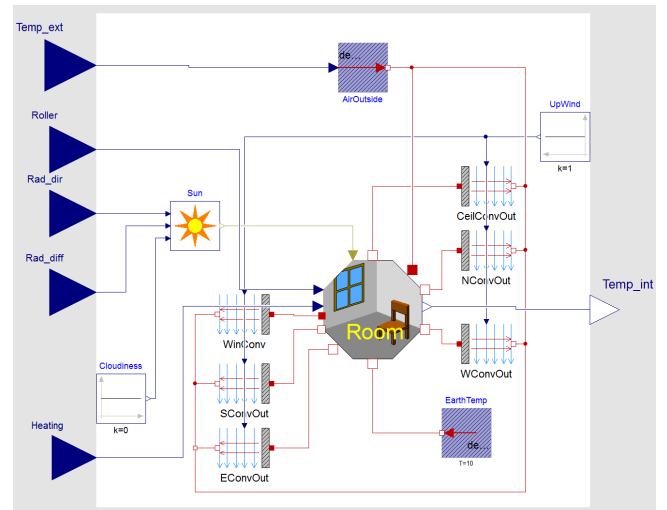 Temp_ext
de...
AirOutside
UpWind
k=1
Roller
Rad_dir
Sun
CeilConvOut
Rad_diff
NConvOut
Temp_int
WinConv
Room
WConvOut
Cloudiness
k=0
SConvOut
EarthTemp
de...
T=10
Heating
EConvOut